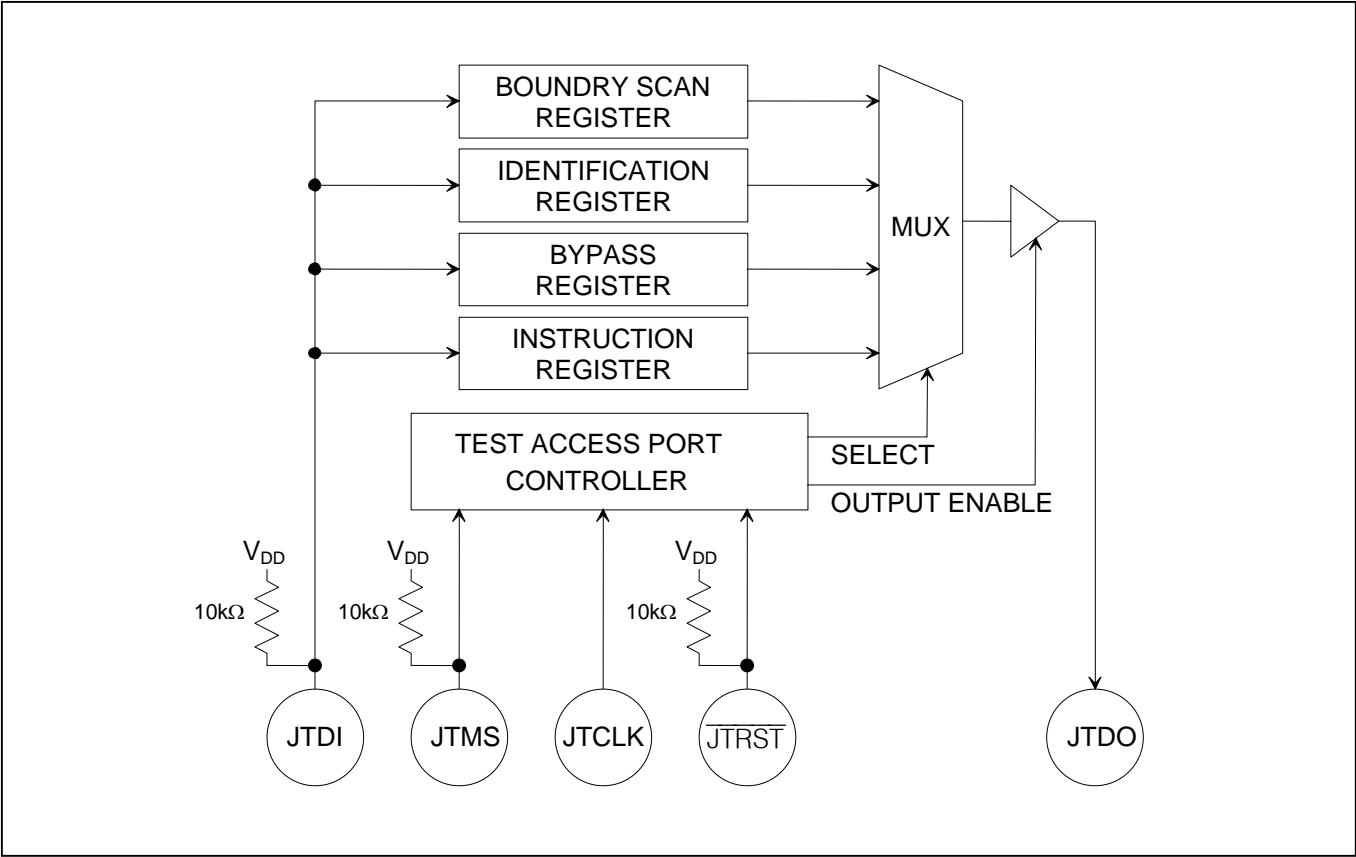 BOUNDRY SCAN
REGISTER
IDENTIFICATION
REGISTER
BYPASS
REGISTER
INSTRUCTION
REGISTER
MUX
TEST ACCESS PORT
CONTROLLER
SELECT
OUTPUT ENABLE
VDD
10kΩ
VDD
10kΩ
VDD
10kΩ
JTDI
JTMS
JTCLK
JTRST
JTDO